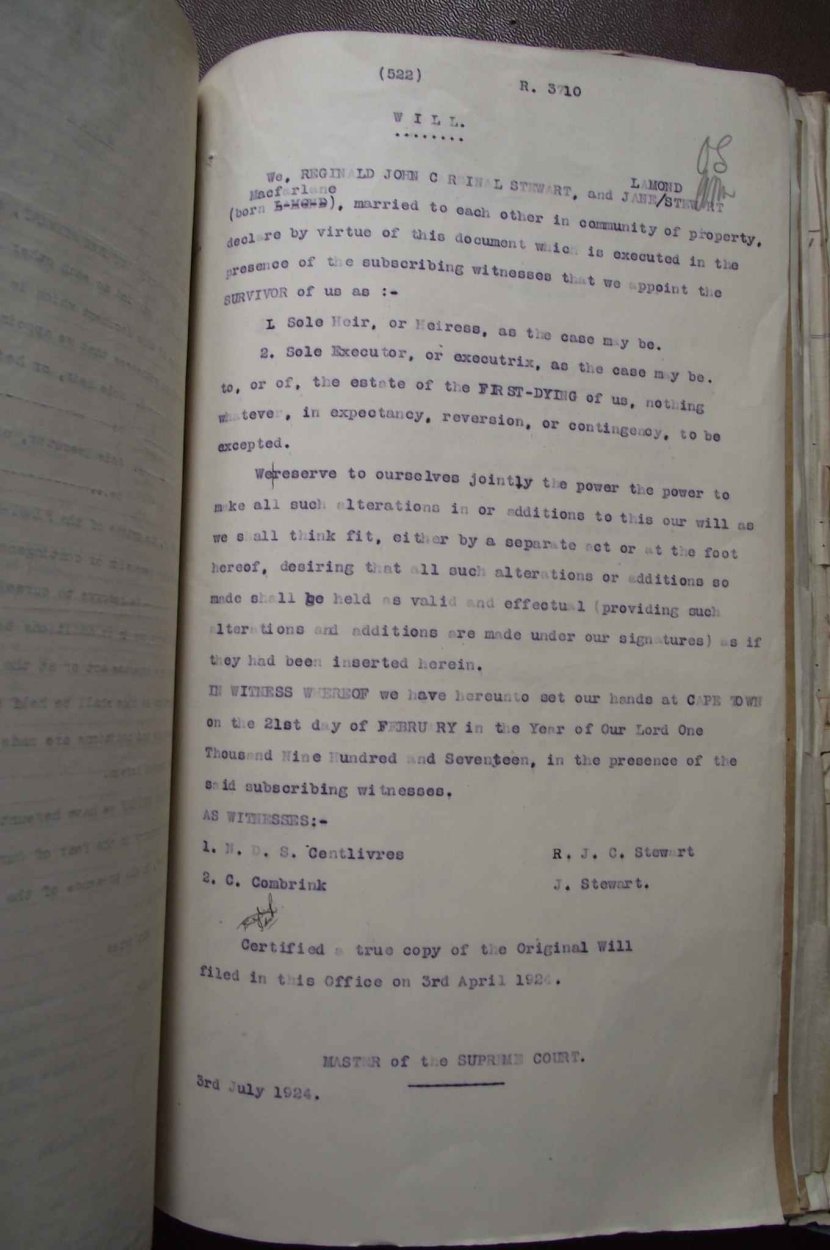 (522)
R. 3710
W I L L.
We, REGINALD JOHN C RDINAL STEWART, and JANE/STEWART
LAMOND
Macfarlane
(born L-MOND), married to each other in community of property,
declare by virtue of this document which is executed in the
presence of the subscribing witnesses that we appoint the
SURVIVOR of us as :-
1. Sole Heir, or Heiress, as the case may be.
2. Sole Executor, or executrix, as the case may be.
to, or of, the estate of the FIRST-DYING of us, nothing
whatever, in expectancy, reversion, or contingency, to be
excepted.
We reserve to ourselves jointly the power the power to
make all such alterations in or additions to this our will as
we shall think fit, either by a separate act or at the foot
hereof, desiring that all such alterations or additions so
made shall be held as valid and effectual (providing such
alterations and additions are made under our signatures) as if
they had been inserted herein.
IN WITNESS WHEREOF we have hereunto set our hands at CAPE TOWN
on the 21st day of FEBRUARY in the Year of Our Lord One
Thousand Nine Hundred and Seventeen, in the presence of the
said subscribing witnesses.
AS WITNESSES:-
1. N. D. S. Centlivres R. J. C. Stewart
2. C. Combrink J. Stewart.
Certified a true copy of the Original Will
filed in this Office on 3rd April 1924.
MASTER of the SUPREME COURT.
3rd July 1924.